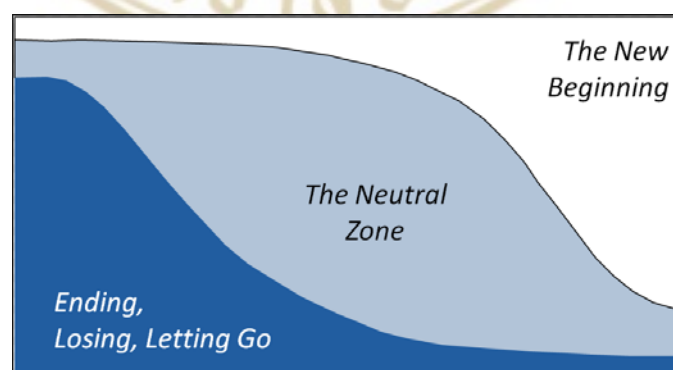 The New
Beginning
The Neutral
Zone
Ending,
Losing, Letting Go